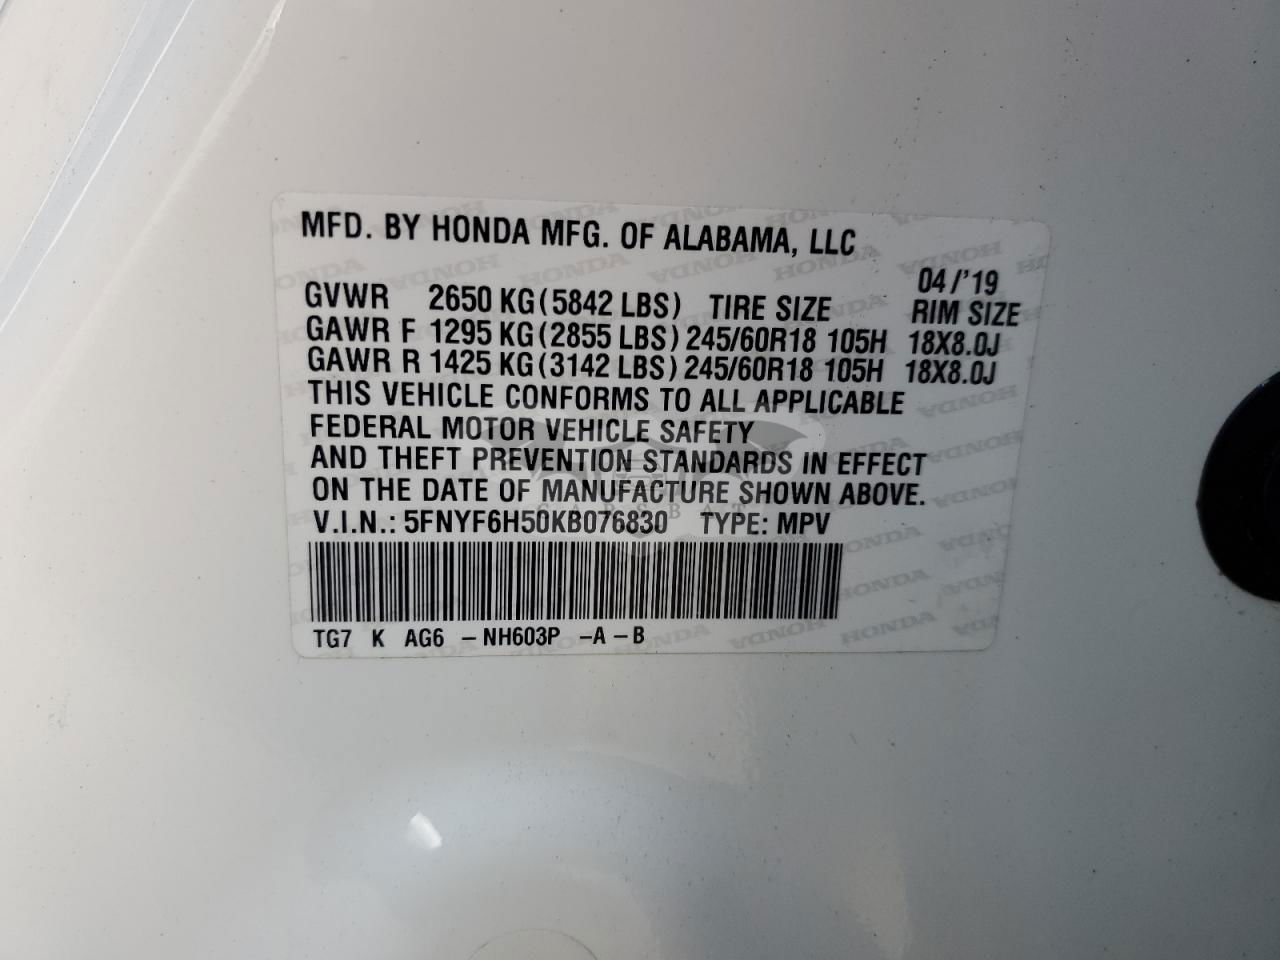 MFD. BY HONDA MFG. OF ALABAMA, LLC
04/'19
GVWR 2650 KG(5842 LBS) TIRE SIZE RIM SIZE
GAWR F 1295 KG(2855 LBS) 245/60R18 105H 18X8.0J
GAWR R 1425 KG(3142 LBS) 245/60R18 105H 18X8.0J
THIS VEHICLE CONFORMS TO ALL APPLICABLE
FEDERAL MOTOR VEHICLE SAFETY
AND THEFT PREVENTION STANDARDS IN EFFECT
ON THE DATE OF MANUFACTURE SHOWN ABOVE.
V.I.N.: 5FNYF6H50KB076830 TYPE: MPV
TG7 K AG6 -NH603P -A-B